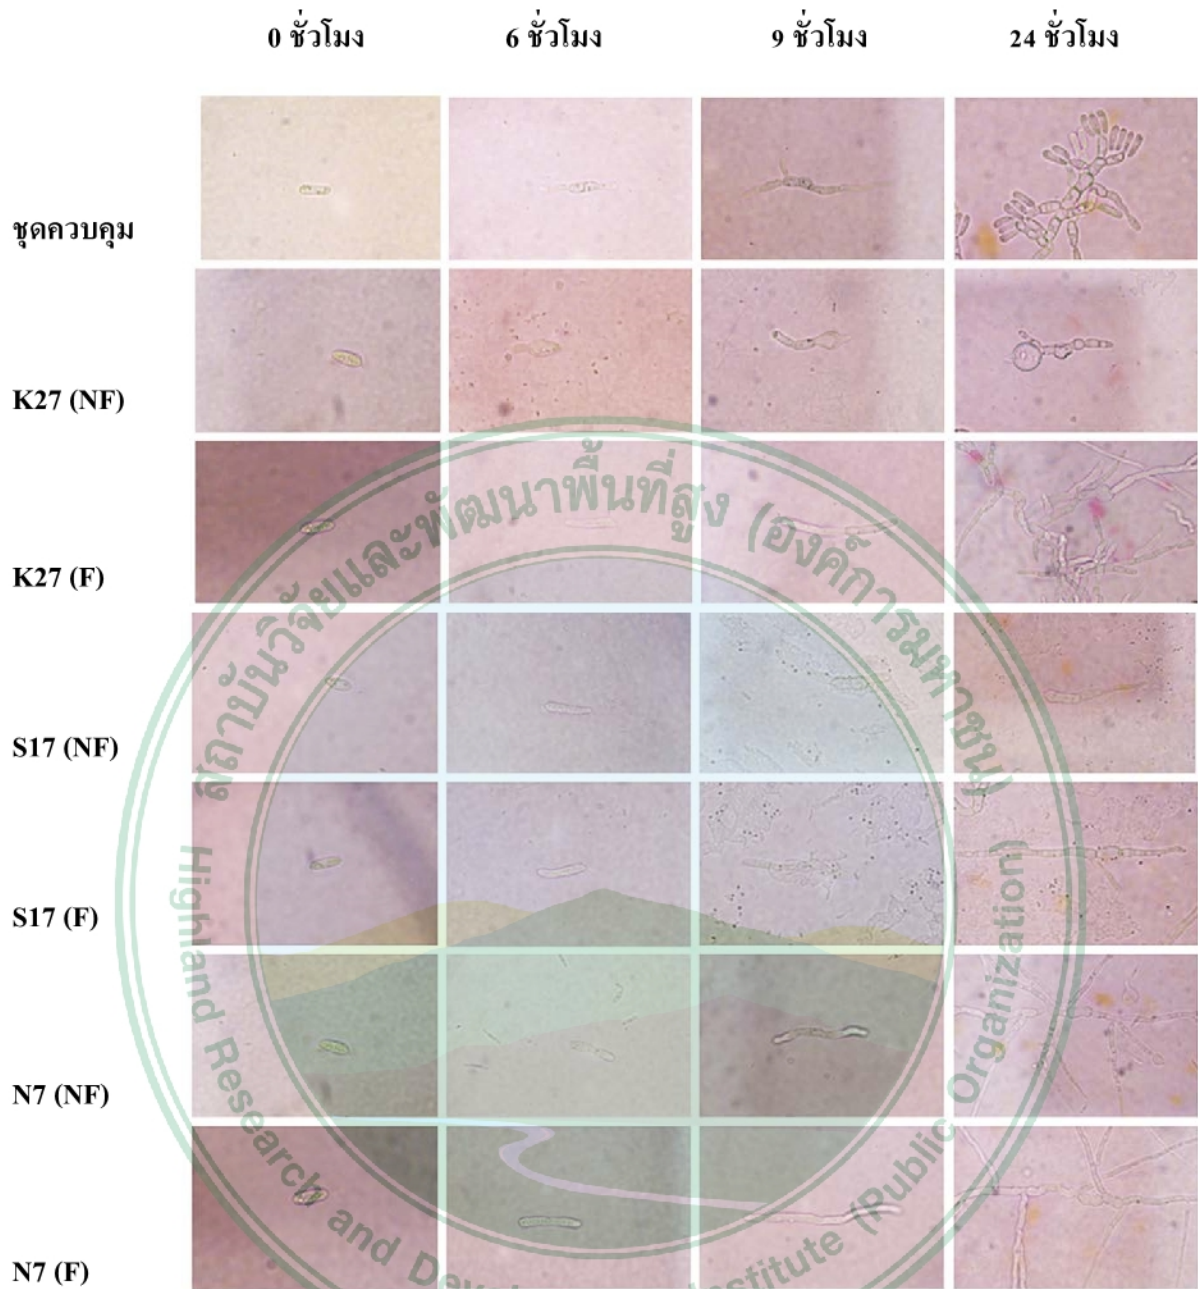 0 ชั่วโมง 6 ชั่วโมง 9 ชั่วโมง 24 ชั่วโมง
ชุดควบคุม
K27 (NF)
K27 (F)
S17 (NF)
S17 (F)
N7 (NF)
N7 (F)
สถาบันวิจัยและพัฒนาพื้นที่สูง (องค์การมหาชน)
Highland Research and Development Institute (Public Organization)